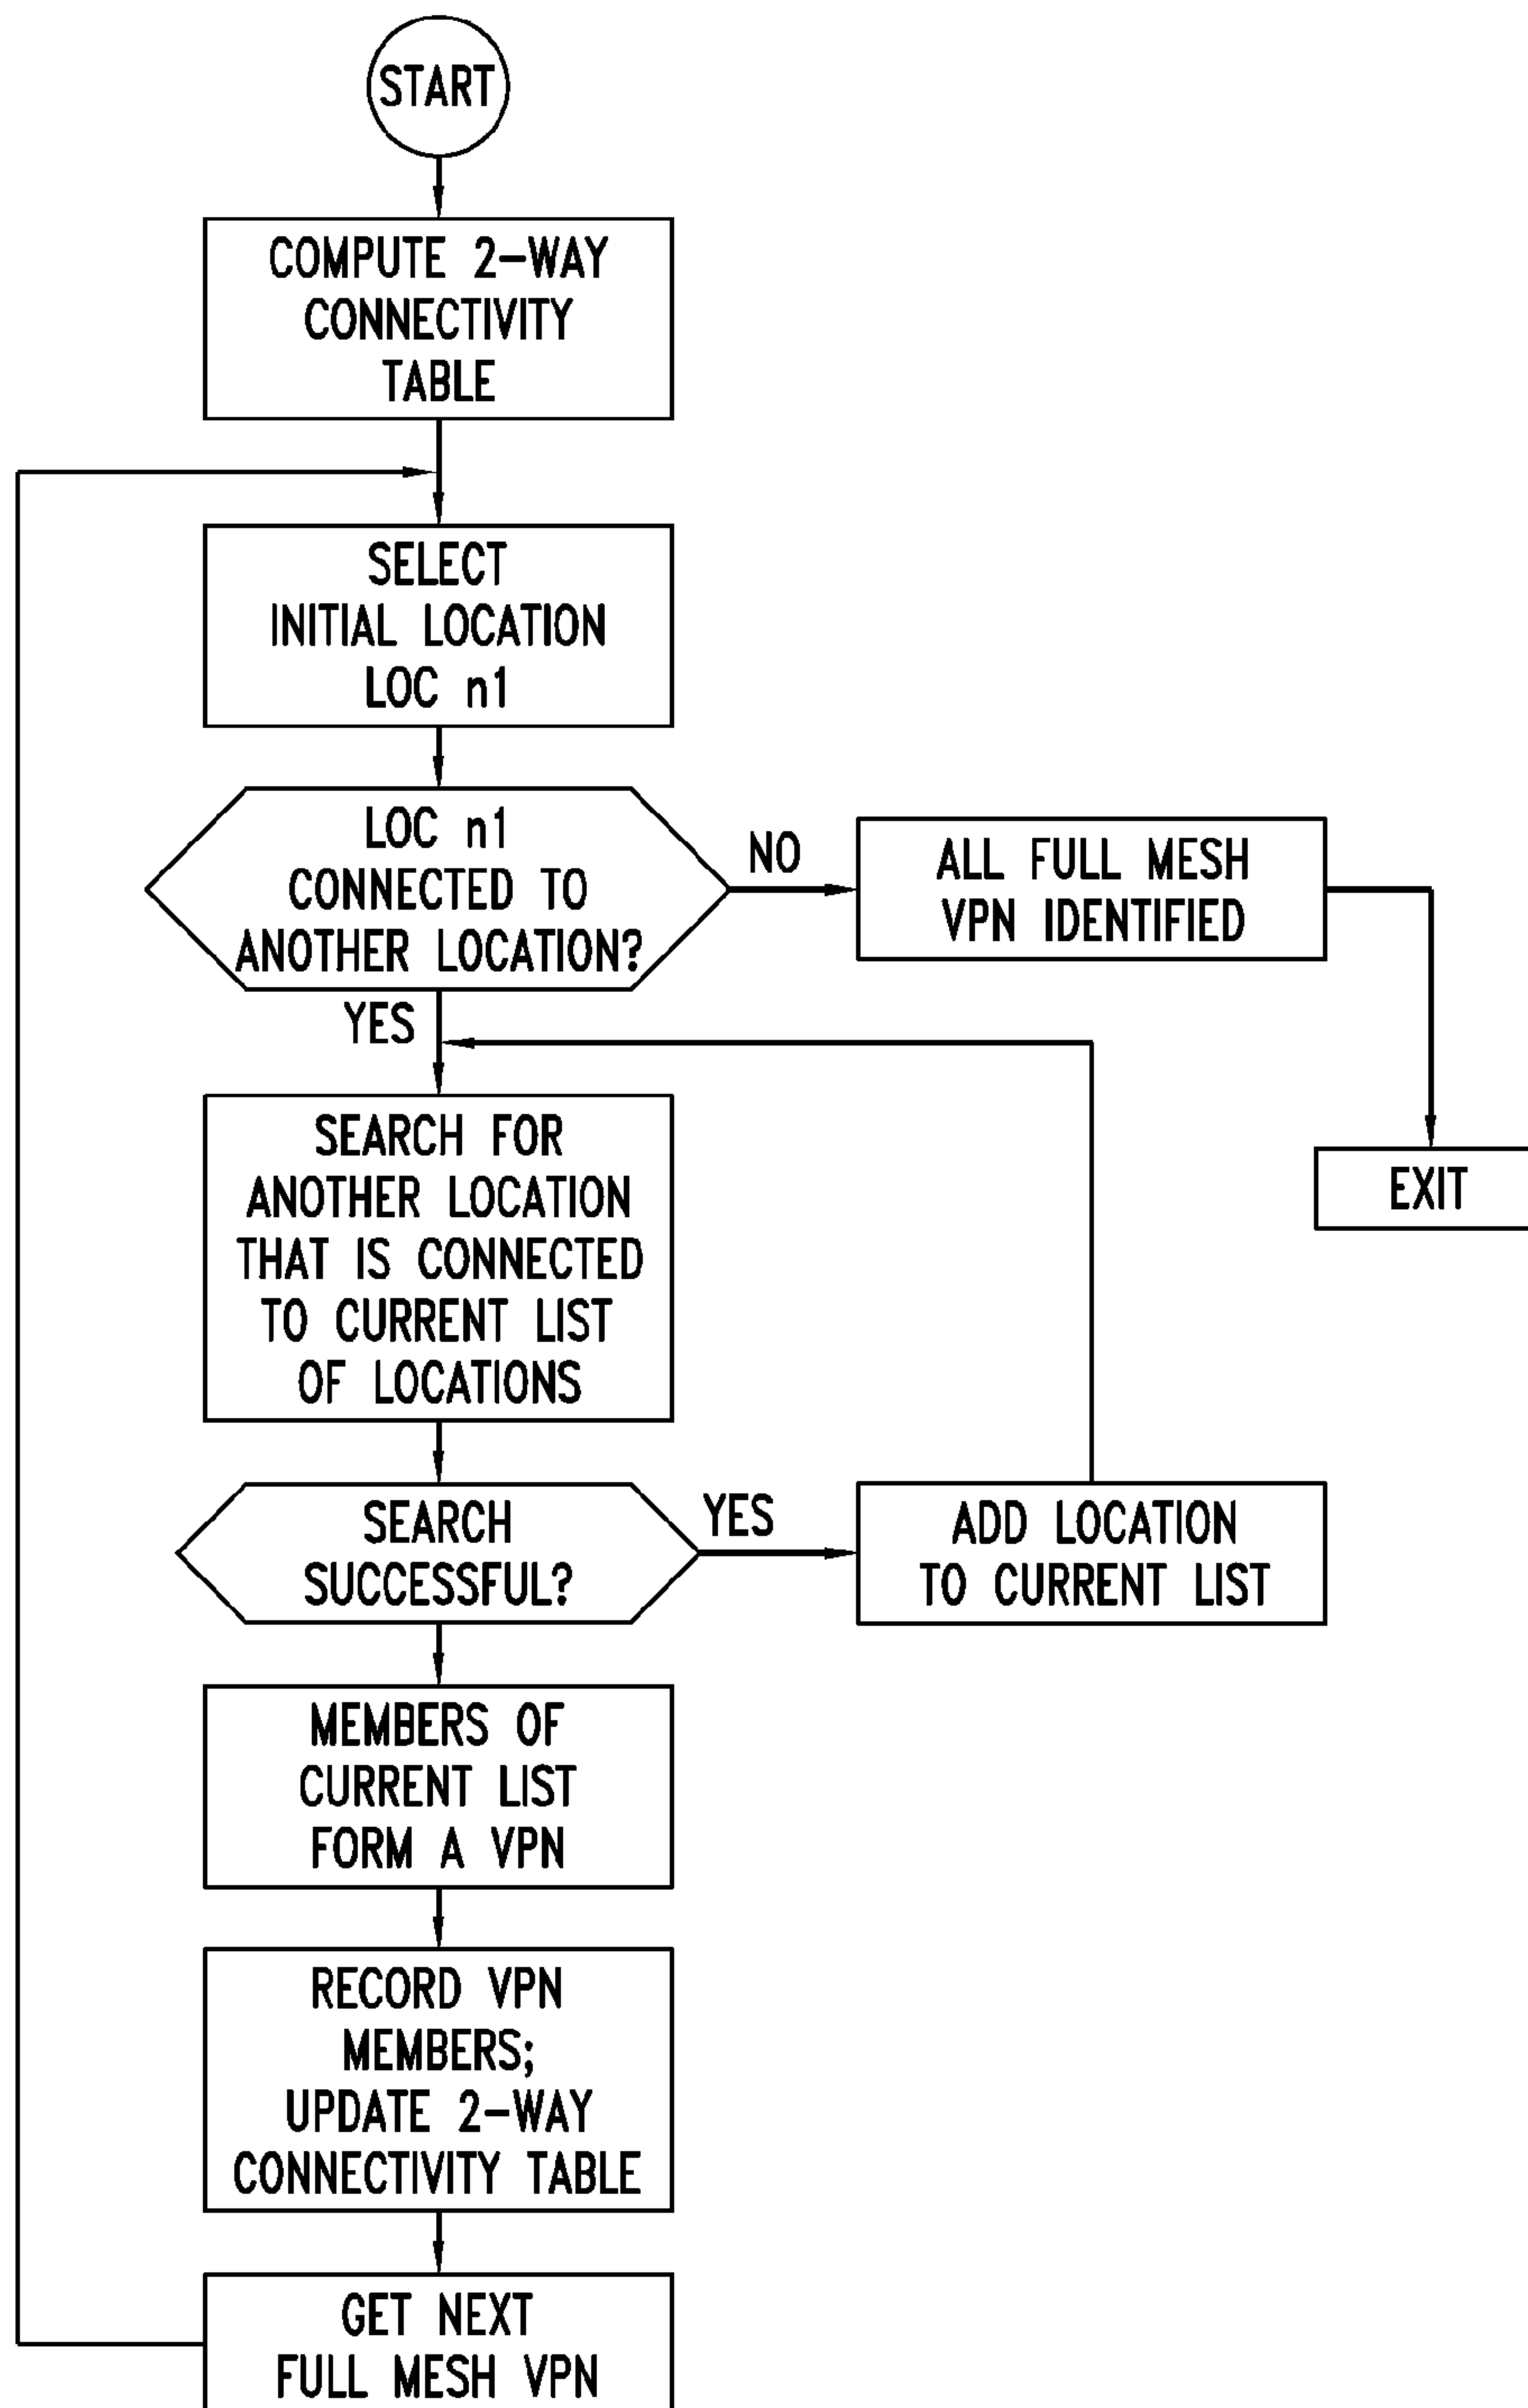 START
COMPUTE 2-WAY
CONNECTIVITY
TABLE
SELECT
INITIAL LOCATION
LOC n1
LOC n1
CONNECTED TO
ANOTHER LOCATION?
NO
ALL FULL MESH
VPN IDENTIFIED
YES
SEARCH FOR
ANOTHER LOCATION
THAT IS CONNECTED
TO CURRENT LIST
OF LOCATIONS
EXIT
SEARCH
SUCCESSFUL?
YES
ADD LOCATION
TO CURRENT LIST
MEMBERS OF
CURRENT LIST
FORM A VPN
RECORD VPN
MEMBERS;
UPDATE 2-WAY
CONNECTIVITY TABLE
GET NEXT
FULL MESH VPN